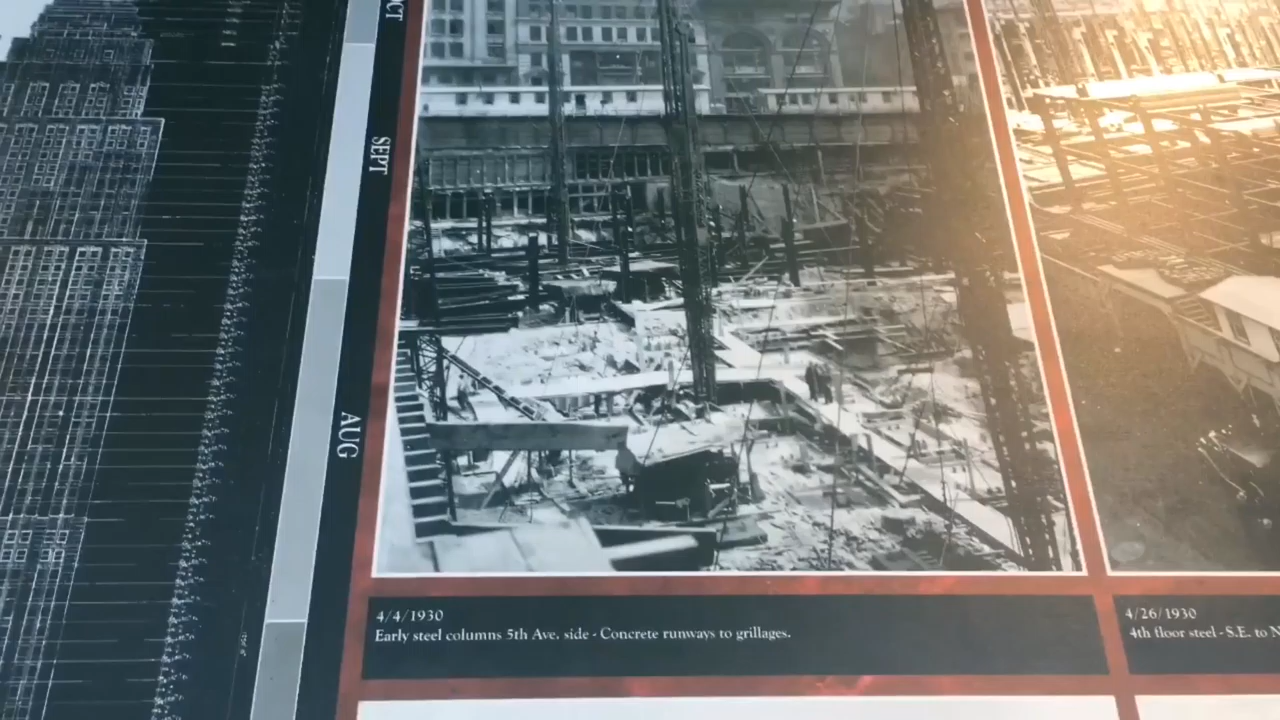 CT
SEPT
AUG
4/4/1930
Early steel columns 5th Ave. side - Concrete runways to grillages.
4/26/1930
4th floor steel - S.E. to N